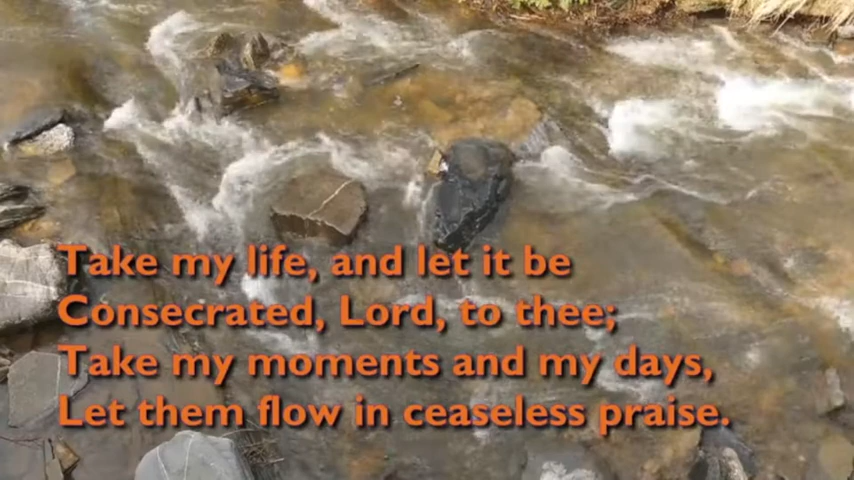 Take my life, and let it be
Consecrated, Lord, to thee;
Take my moments and my days,
Let them flow in ceaseless praise.